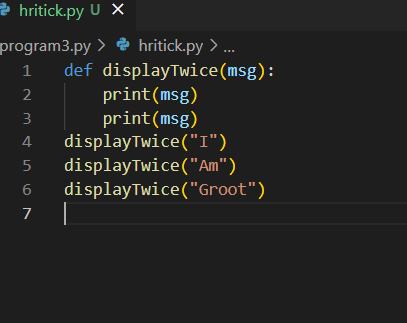 hritick.py U X
program3.py > hritick.py > ...
1 def displayTwice(msg):
2     print(msg)
3     print(msg)
4 displayTwice("I")
5 displayTwice("Am")
6 displayTwice("Groot")
7